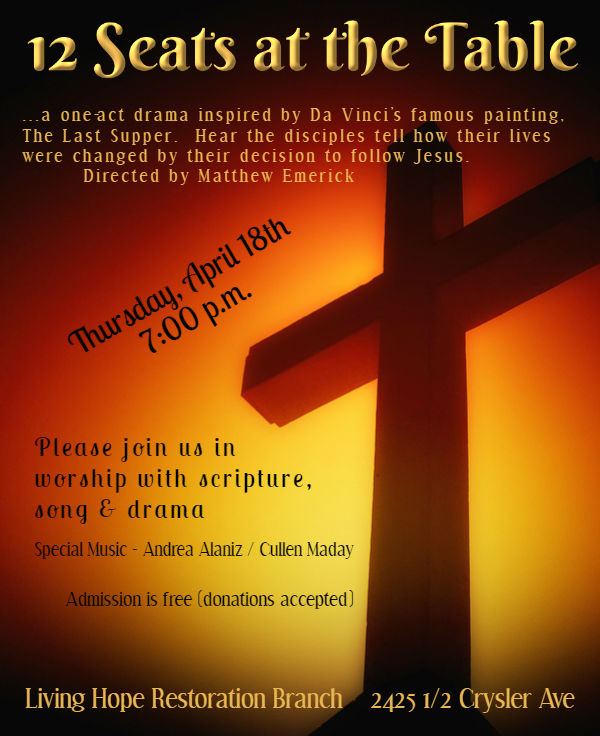 12 Seats at the Table
...a one-act drama inspired by Da Vinci's famous painting,
The Last Supper. Hear the disciples tell how their lives
were changed by their decision to follow Jesus.
Directed by Matthew Emerick
Thursday, April 18th
7:00 p.m.
Please join us in
worship with scripture,
song & drama
Special Music - Andrea Alaniz / Cullen Maday
Admission is free (donations accepted)
Living Hope Restoration Branch 2425 1/2 Crysler Ave